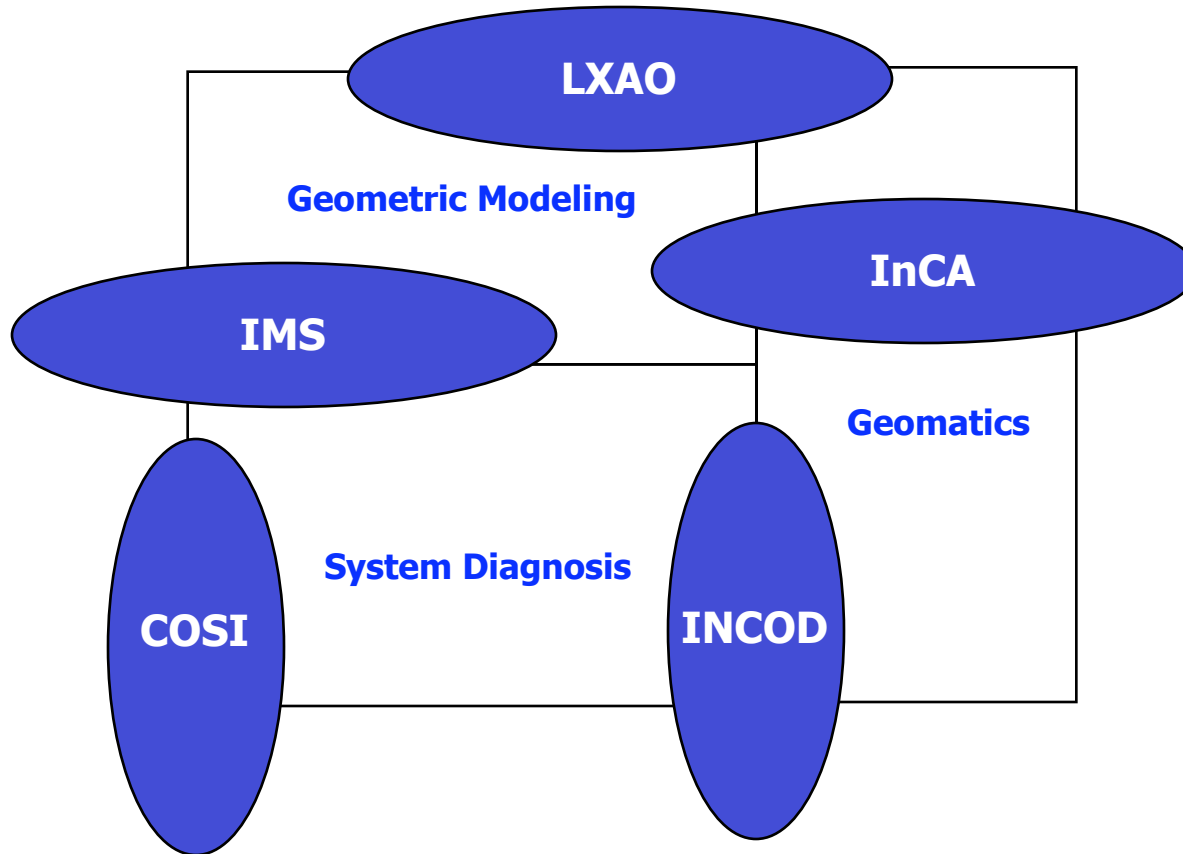 LXAO
Geometric Modeling
InCA
IMS
Geomatics
System Diagnosis
COSI
INCOD